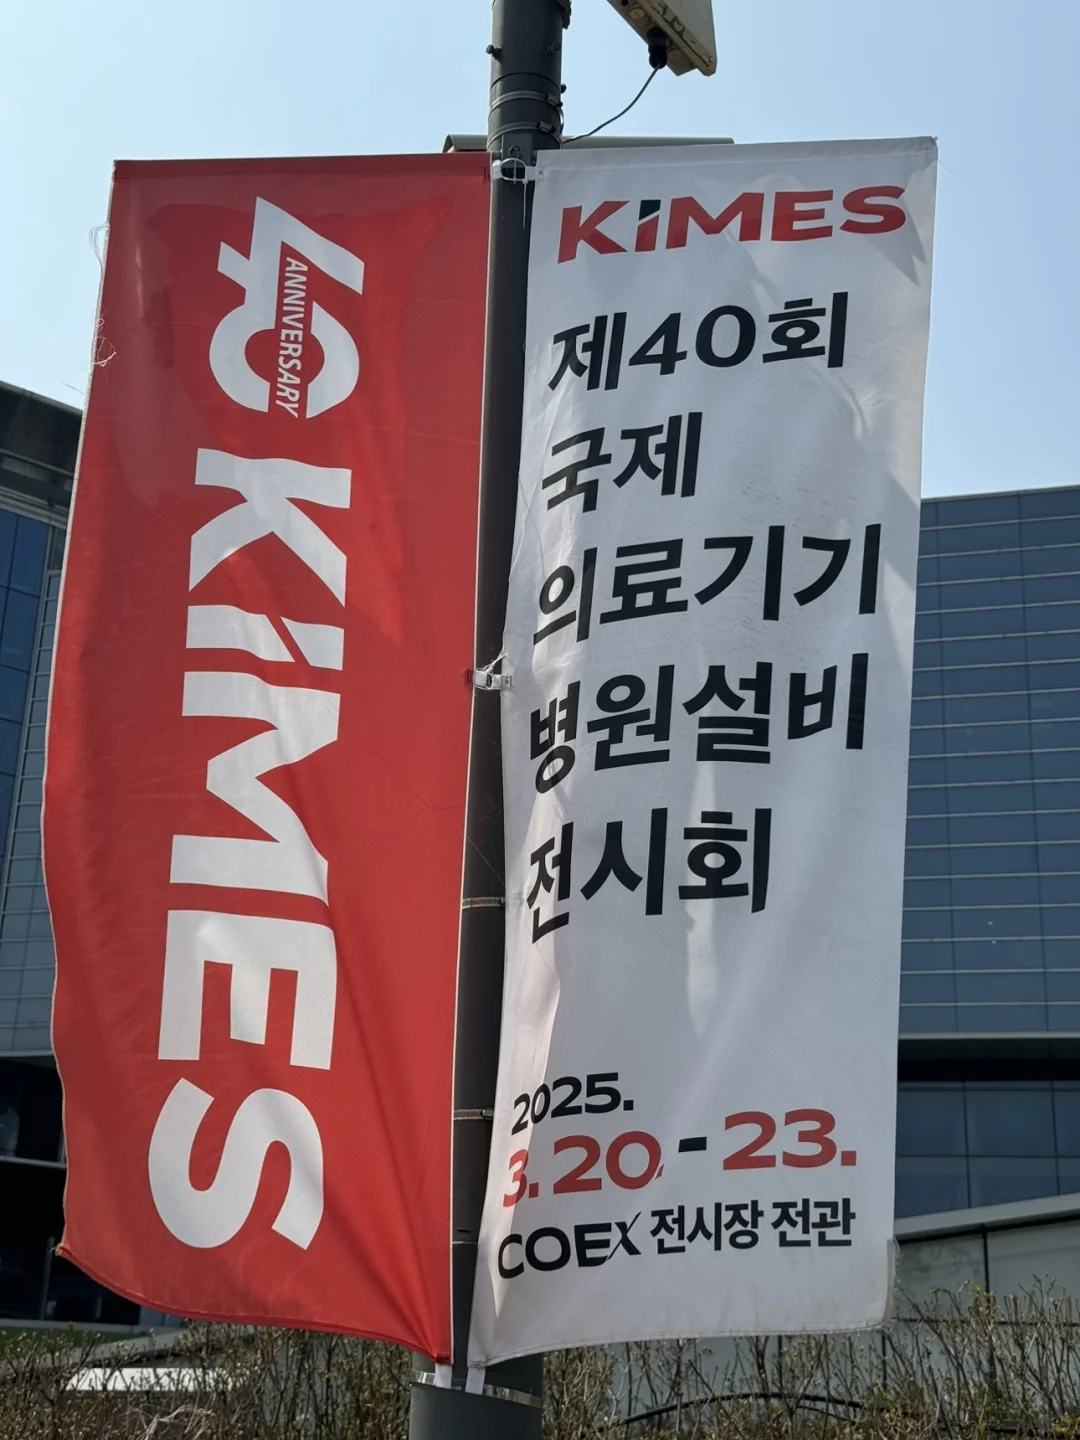 40
ANNIVERSARY
KIMES
KIMES
제40회
국제
의료기기
병원설비
전시회
2025.
3.20.-23.
COEX 전시장 전관